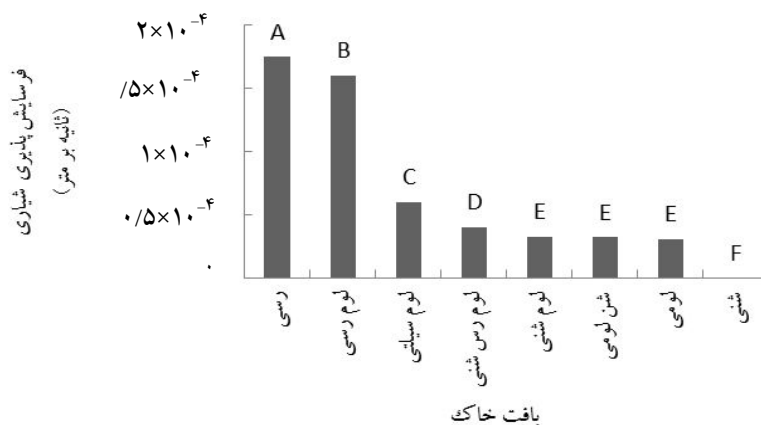 ۲×۱۰⁻⁴
/۵×۱۰⁻⁴
۱×۱۰⁻⁴
۰/۵×۱۰⁻⁴
۰
فرسایش پذیری شیاری
(ثانیه بر متر)
A
B
C
D
E
E
E
F
رسی
لوم رسی
لوم سیلتی
لوم رس شنی
لوم شنی
شن لومی
لومی
شنی
بافت خاک